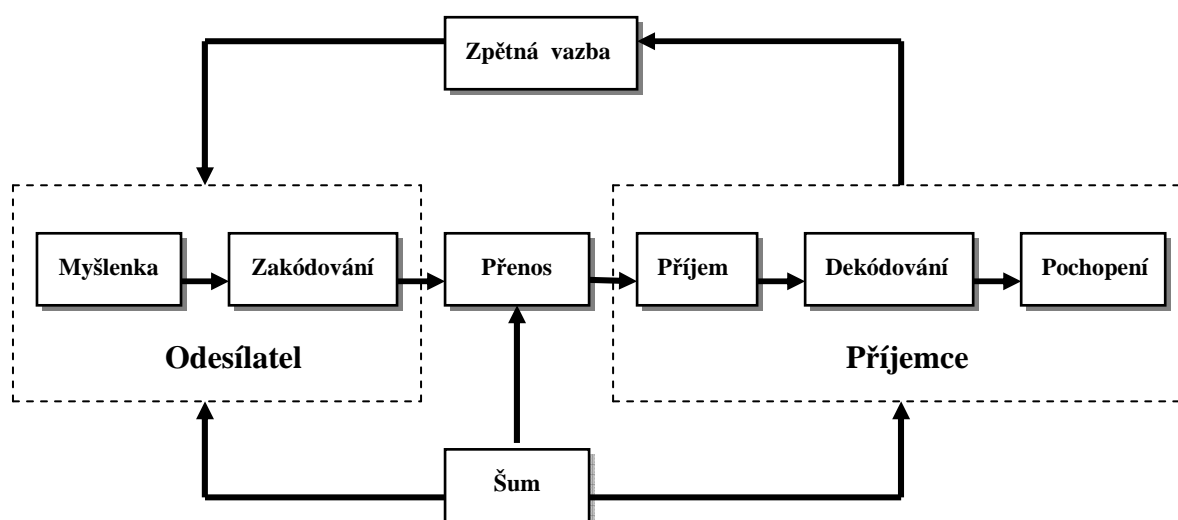 Zpětná vazba
Myšlenka
Zakódování
Přenos
Příjem
Dekódování
Pochopení
Odesílatel
Příjemce
Šum